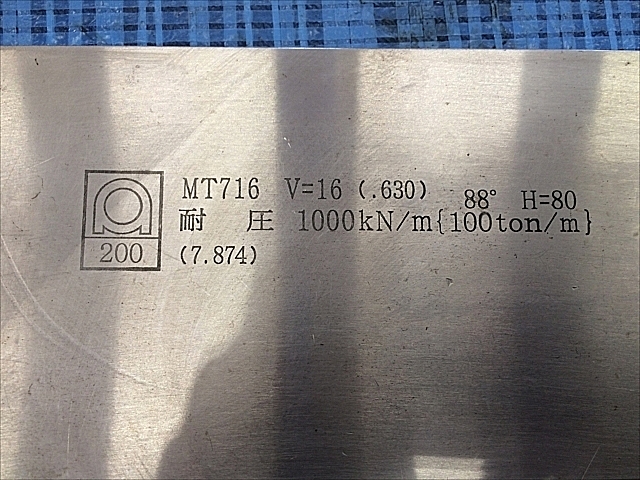 MT716 V=16 (.630) 88° H=80
耐 圧 1000kN/m{100ton/m}
200 (7.874)